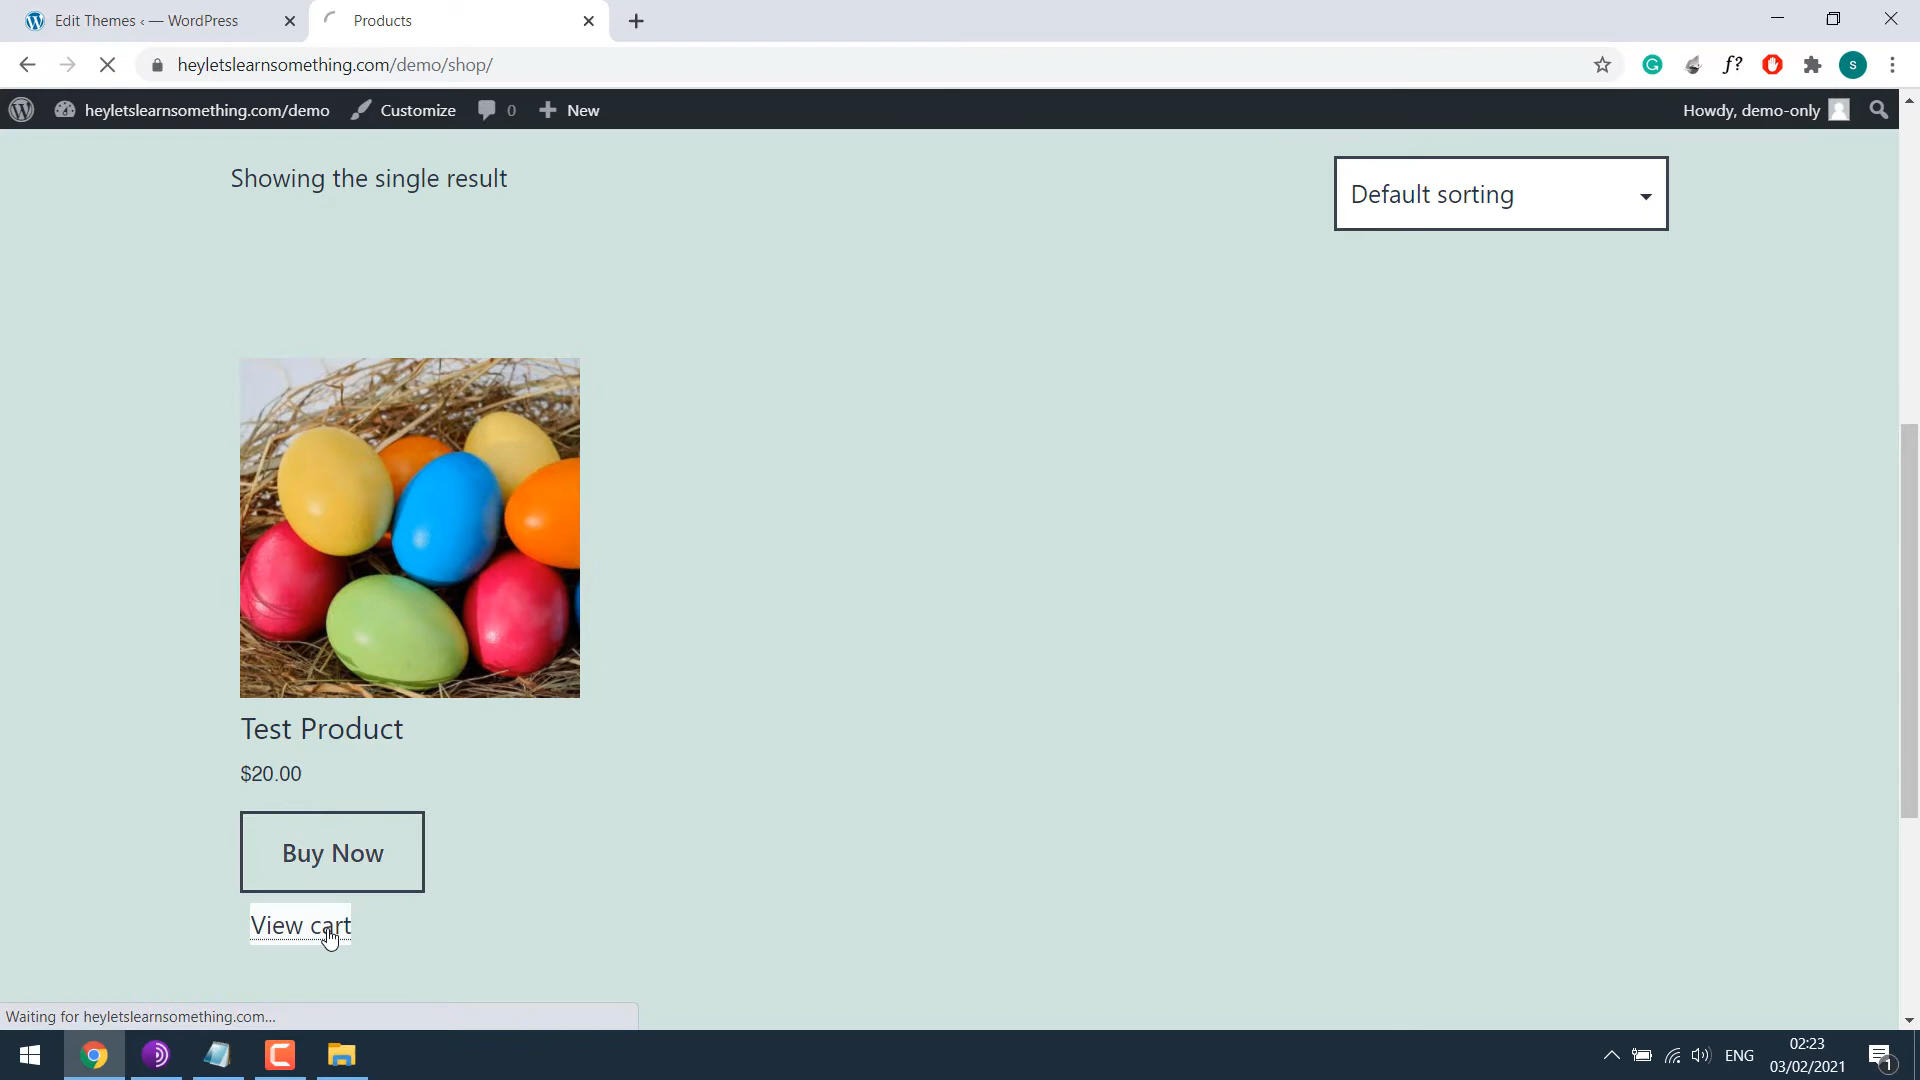 Edit Themes ‹ — WordPress
Products
heyletslearnsomething.com/demo/shop/
f?
s
heyletslearnsomething.com/demo
Customize
0
New
Howdy, demo-only
Showing the single result
Default sorting
Test Product
$20.00
Buy Now
View cart
Waiting for heyletslearnsomething.com...
ENG
02:23
03/02/2021
1